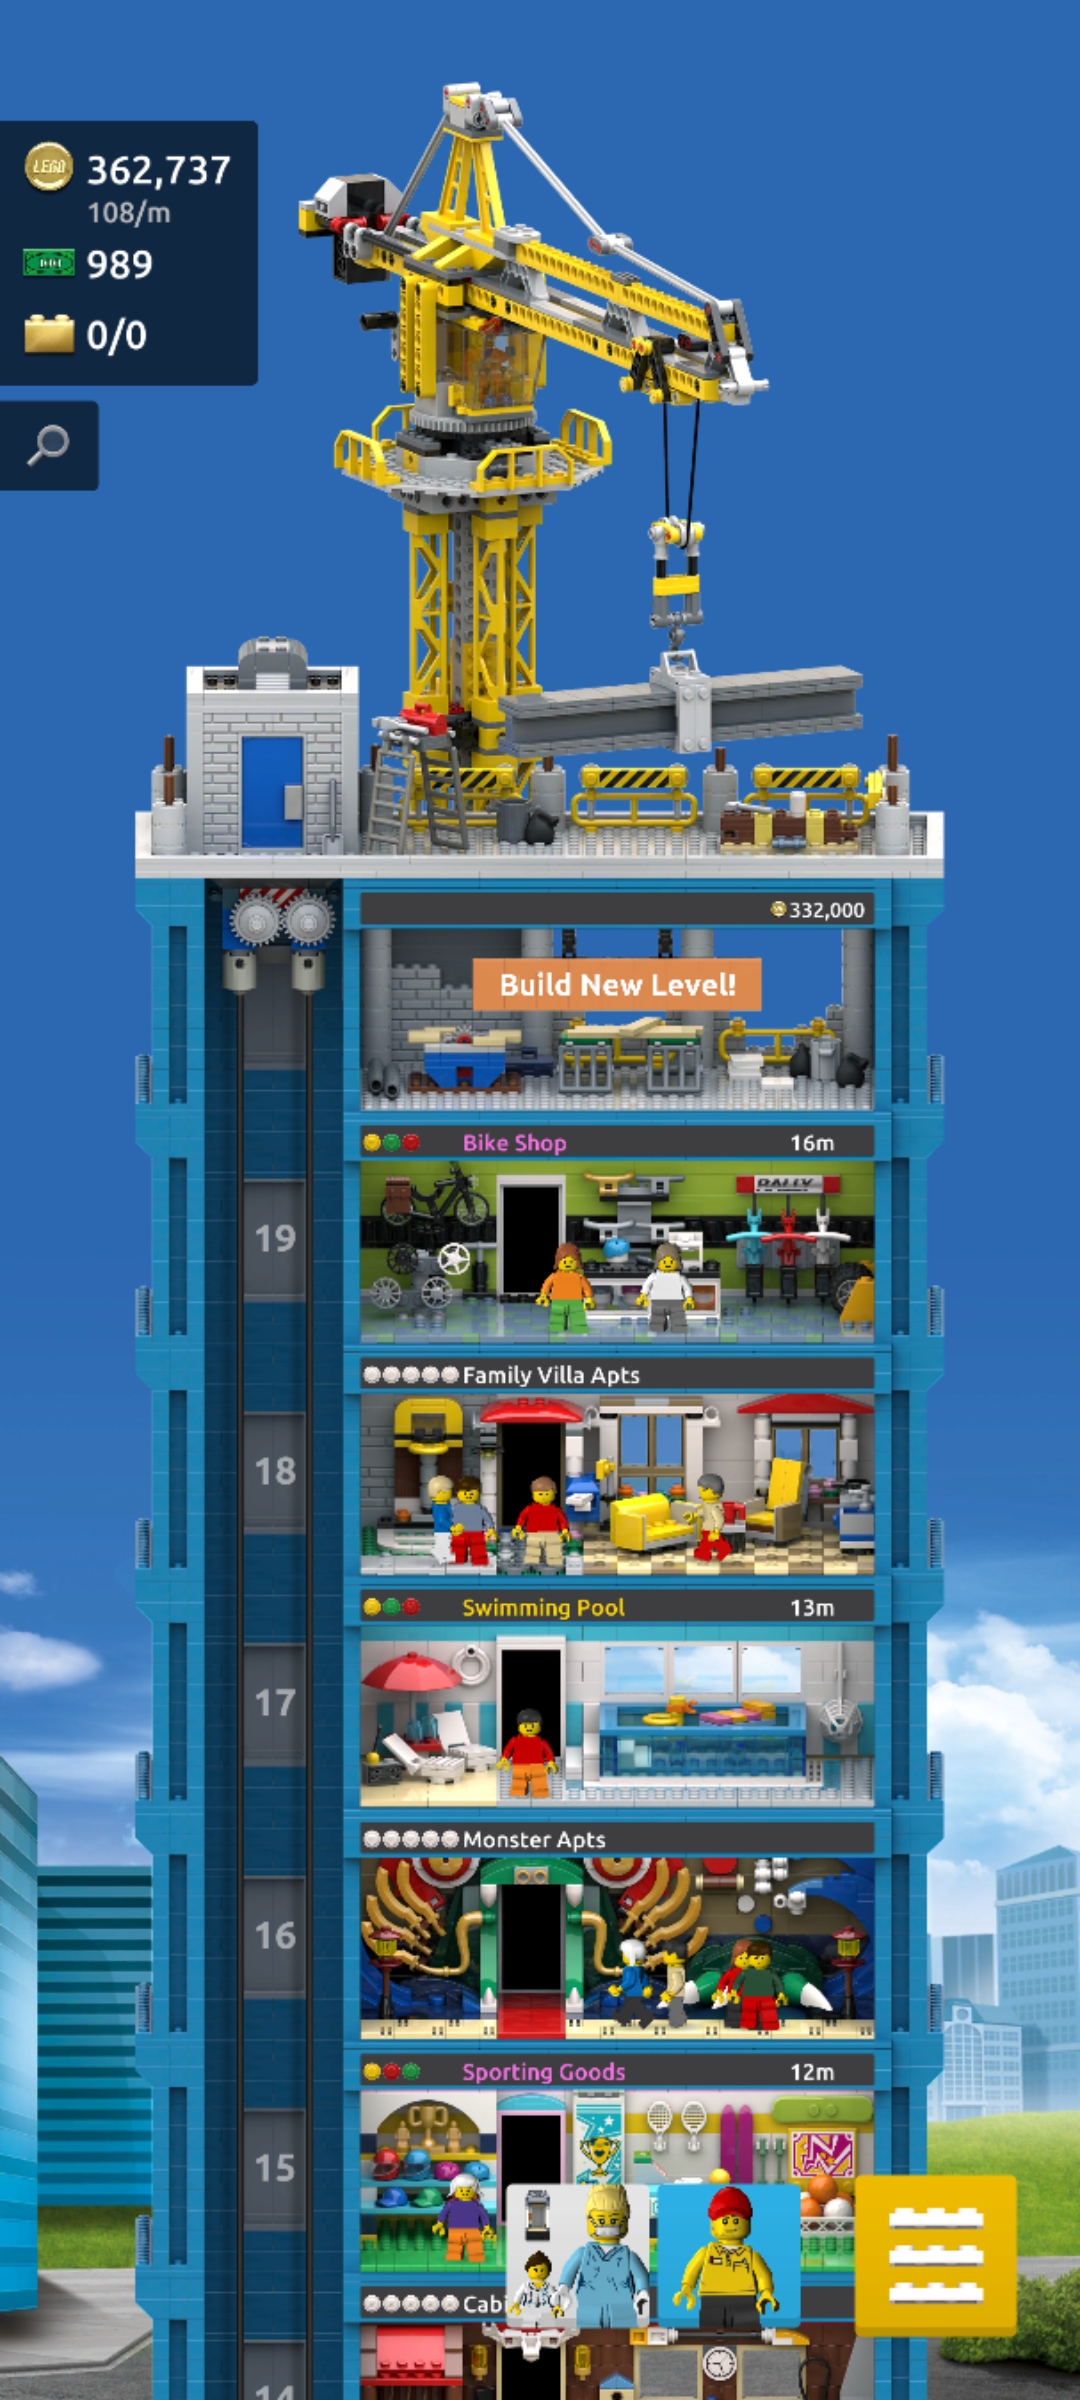 LEGO
362,737
108/m
989
0/0
332,000
Build New Level!
Bike Shop 16m
RALLY
19
Family Villa Apts
18
Swimming Pool 13m
17
Monster Apts
16
Sporting Goods 12m
15
14